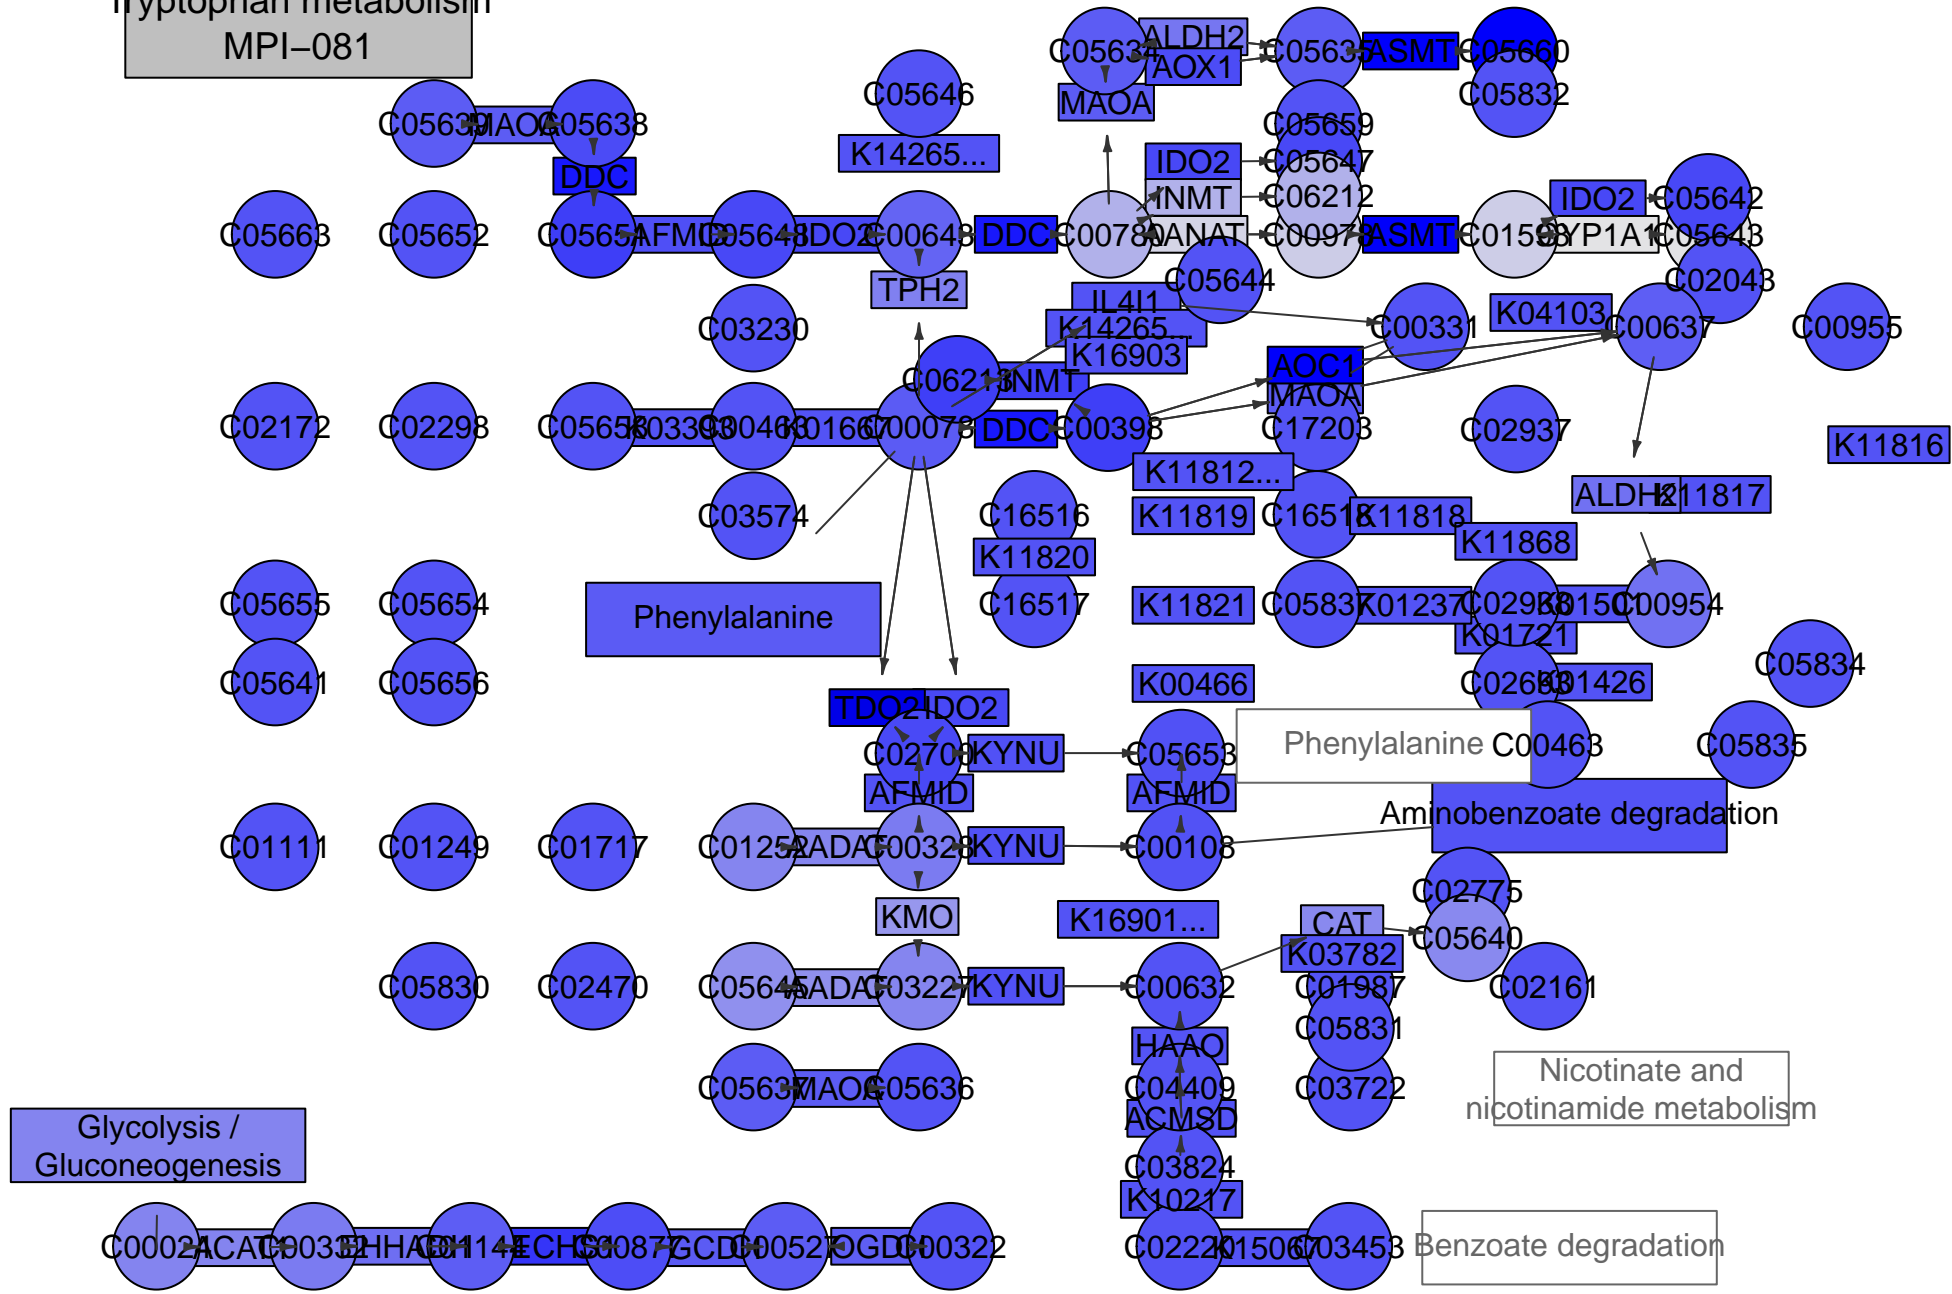 Tryptophan metabolism
MPI−081
C05634
ALDH2
AOX1
C05635
ASMT
C05660
C05832
MAOA
C05639
MAOA
C05638
C05646
K14265...
C05659
DDC
IDO2
C05647
INMT
C06212
IDO2
C05642
C05663
C05652
C05651
AFMID
C05648
IDO2
C00643
DDC
C00780
AANAT
C00978
ASMT
C01598
CYP1A1
C05643
TPH2
C05644
C02043
IL4I1
K14265...
K16903
C03230
C00331
K04103
C00637
C00955
C06213
INMT
AOC1
MAOA
C02172
C02298
C05658
K03393
C00463
K01667
C00078
DDC
C00398
C17203
C02937
K11816
K11812...
ALDH2
K11817
C03574
C16516
K11819
C16518
K11818
K11868
K11820
C05655
C05654
Phenylalanine
C16517
K11821
C05837
K01237
C02938
K01501
C00954
K01721
C05641
C05656
K00466
C02693
K01426
C05834
TDO2
IDO2
C02700
KYNU
C05653
Phenylalanine
C00463
C05835
AFMID
AFMID
Aminobenzoate degradation
C01111
C01249
C01717
C01252
AADAT
C00328
KYNU
C00108
C02775
KMO
K16901...
CAT
C05640
K03782
C05830
C02470
C05645
AADAT
C03227
KYNU
C00632
C01987
C02161
C05831
HAAO
C05637
MAOA
C05636
C04409
C03722
Nicotinate and
nicotinamide metabolism
ACMSD
Glycolysis /
Gluconeogenesis
C03824
K10217
C00024
ACAT1
C00332
EHHADH
C01144
ECHS1
C00877
GCDH
C00527
OGDH
C00322
C02220
K15067
C03453
Benzoate degradation